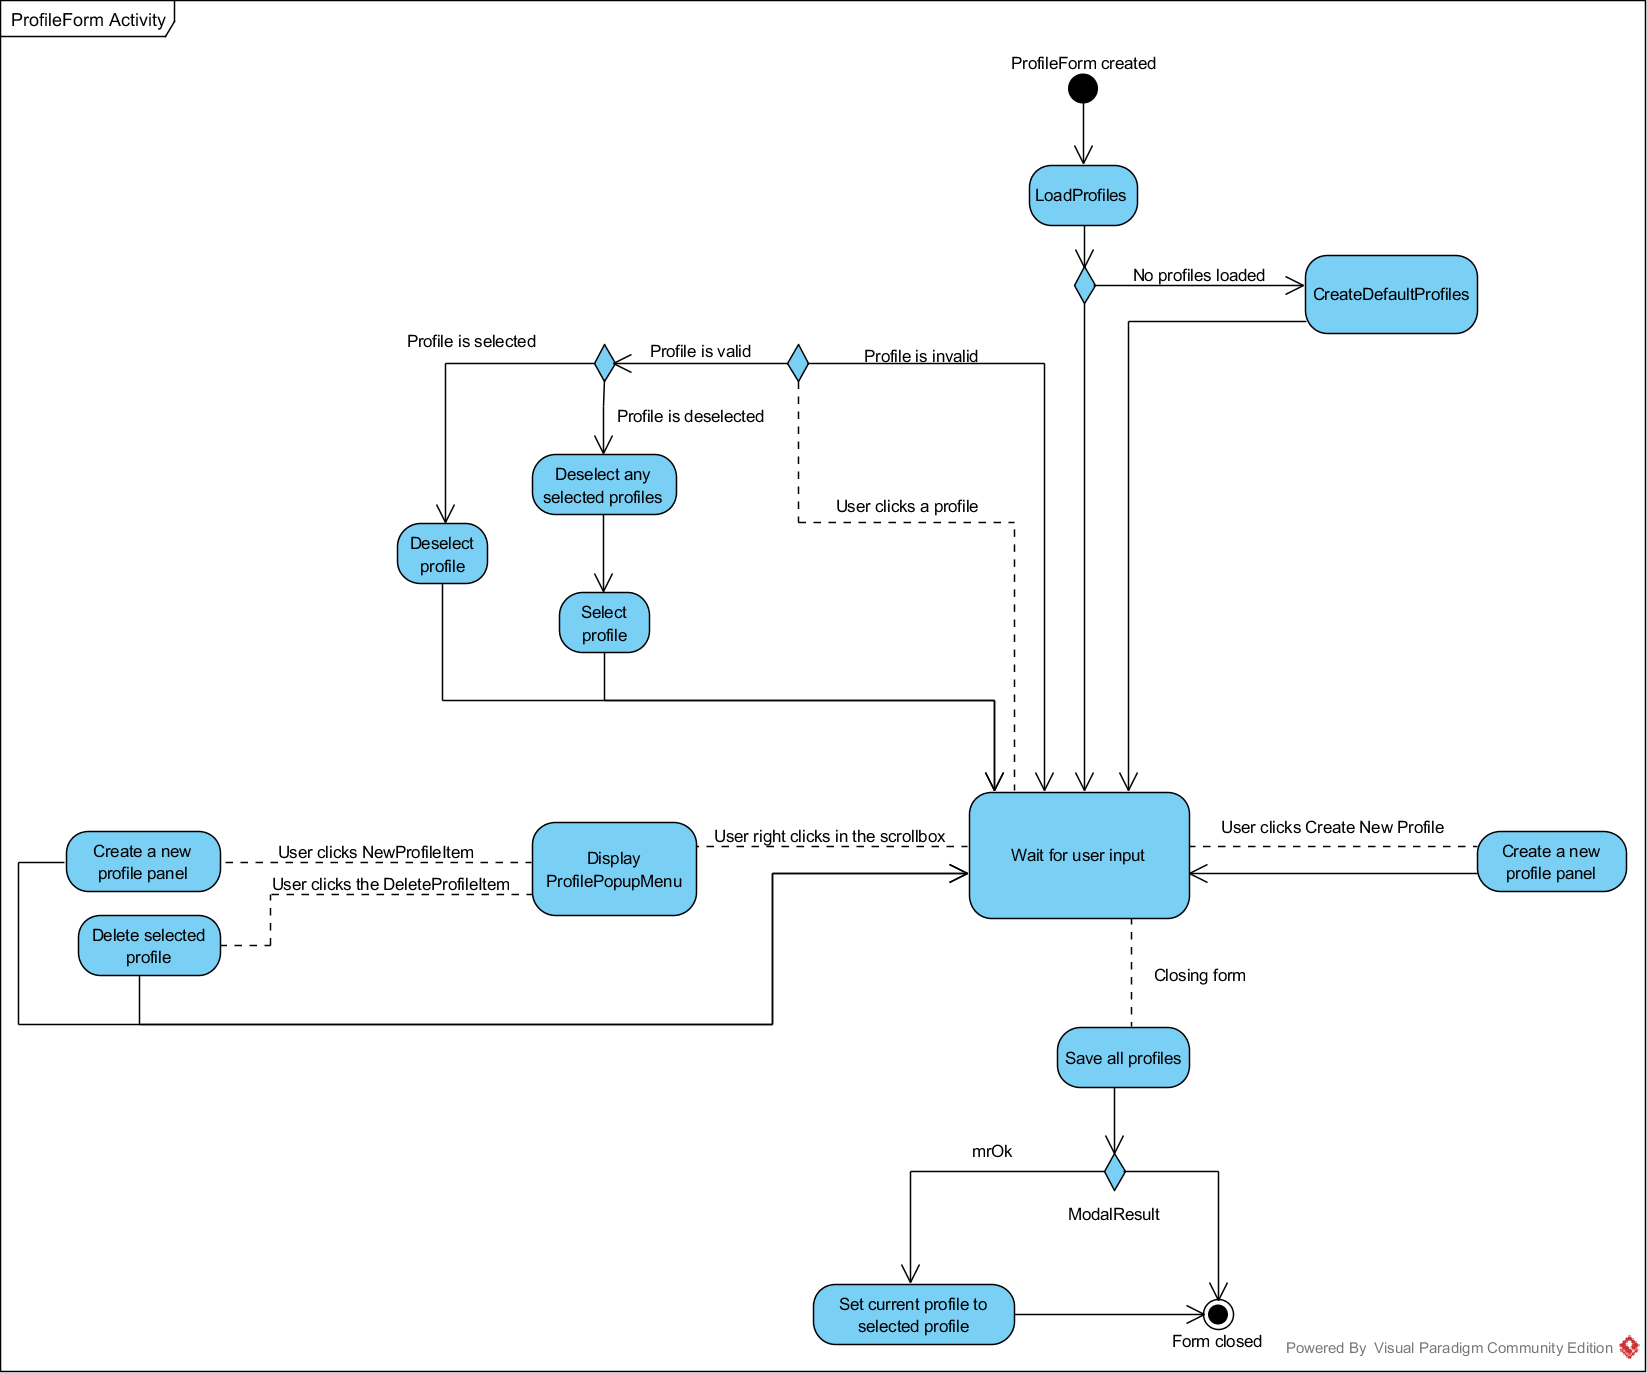 ProfileForm Activity
ProfileForm created
LoadProfiles
No profiles loaded
CreateDefaultProfiles
Profile is selected
Profile is valid
Profile is invalid
Profile is deselected
Deselect any
selected profiles
User clicks a profile
Deselect
profile
Select
profile
User clicks Create New Profile
User right clicks in the scrollbox
Create a new
profile panel
User clicks NewProfileItem
Display
ProfilePopupMenu
Wait for user input
Create a new
profile panel
User clicks the DeleteProfileItem
Delete selected
profile
Closing form
Save all profiles
mrOk
ModalResult
Set current profile to
selected profile
Form closed
Powered By Visual Paradigm Community Edition